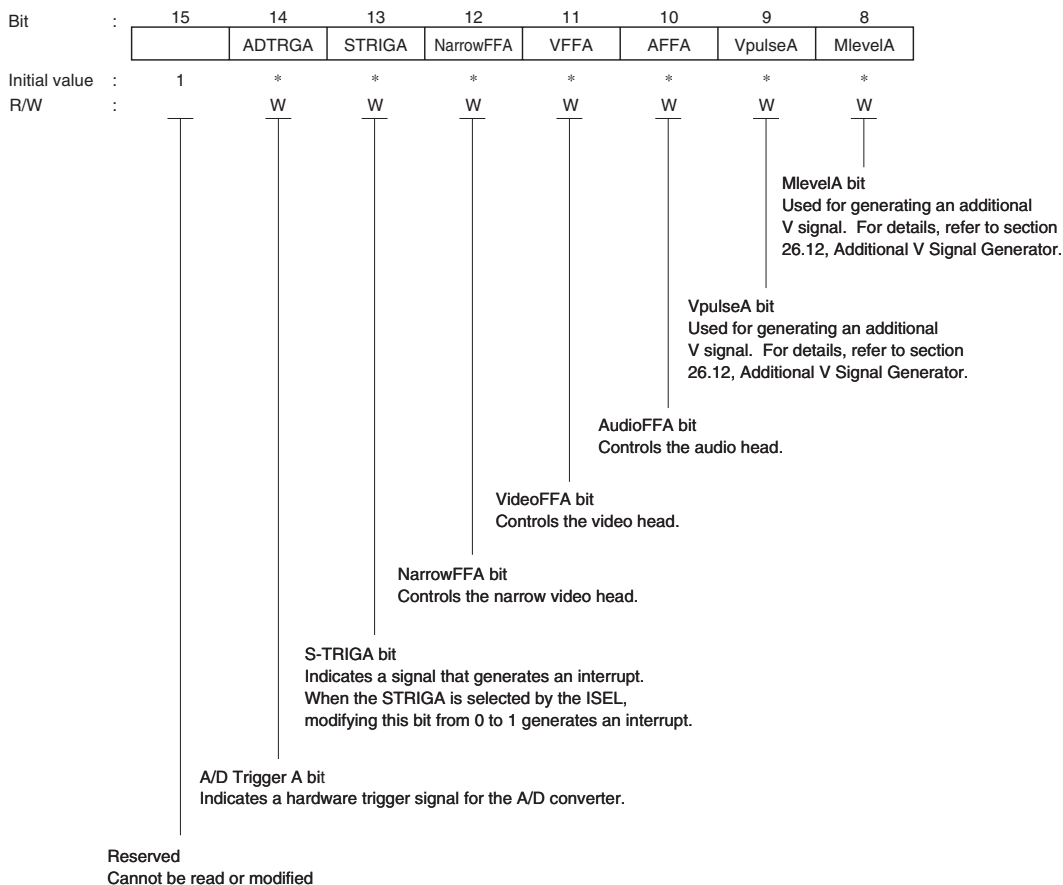 Bit : 15 14 13 12 11 10 9 8
ADTRGA STRIGA NarrowFFA VFFA AFFA VpulseA MlevelA
Initial value : 1 * * * * * * *
R/W : W W W W W W W
MlevelA bit
Used for generating an additional
V signal. For details, refer to section
26.12, Additional V Signal Generator.
VpulseA bit
Used for generating an additional
V signal. For details, refer to section
26.12, Additional V Signal Generator.
AudioFFA bit
Controls the audio head.
VideoFFA bit
Controls the video head.
NarrowFFA bit
Controls the narrow video head.
S-TRIGA bit
Indicates a signal that generates an interrupt.
When the STRIGA is selected by the ISEL,
modifying this bit from 0 to 1 generates an interrupt.
A/D Trigger A bit
Indicates a hardware trigger signal for the A/D converter.
Reserved
Cannot be read or modified